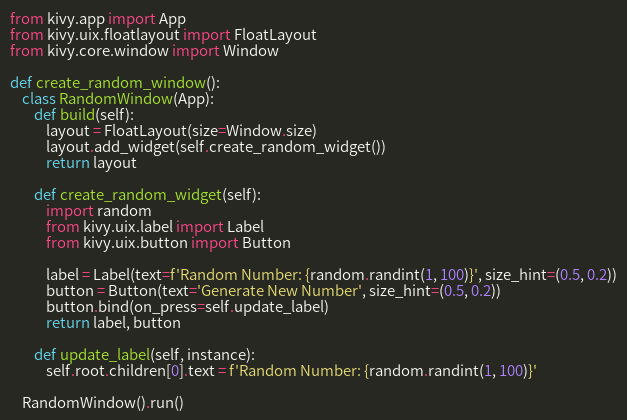 from kivy.app import App
from kivy.uix.floatlayout import FloatLayout
from kivy.core.window import Window

def create_random_window():
    class RandomWindow(App):
        def build(self):
            layout = FloatLayout(size=Window.size)
            layout.add_widget(self.create_random_widget())
            return layout

        def create_random_widget(self):
            import random
            from kivy.uix.label import Label
            from kivy.uix.button import Button

            label = Label(text=f'Random Number: {random.randint(1, 100)}', size_hint=(0.5, 0.2))
            button = Button(text='Generate New Number', size_hint=(0.5, 0.2))
            button.bind(on_press=self.update_label)
            return label, button

        def update_label(self, instance):
            self.root.children[0].text = f'Random Number: {random.randint(1, 100)}'

    RandomWindow().run()